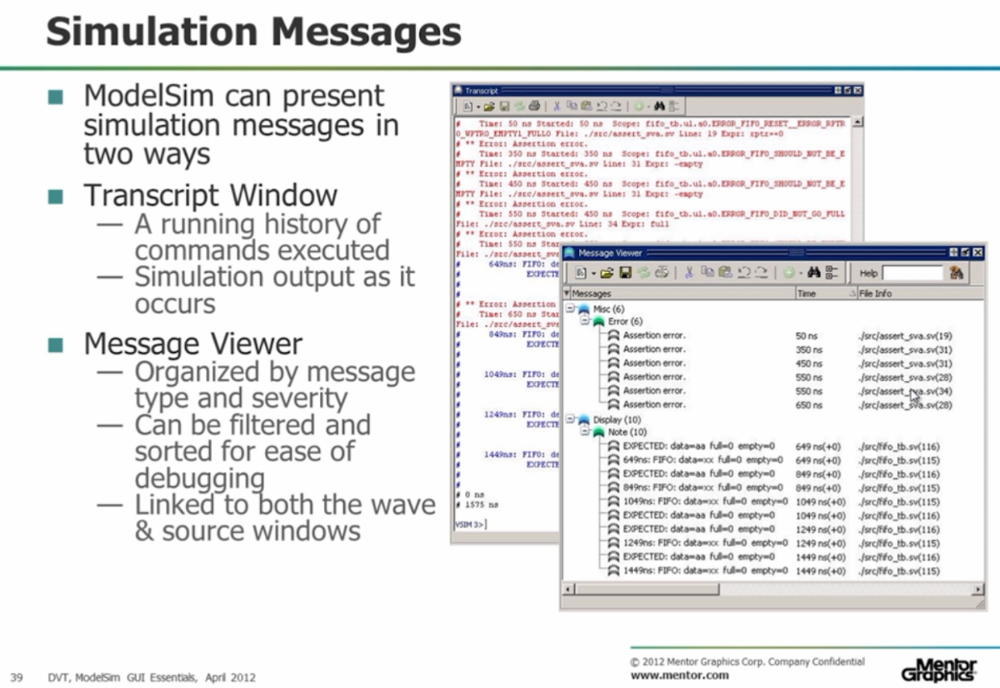 Simulation Messages
ModelSim can present
simulation messages in
two ways
Transcript Window
— A running history of
commands executed
— Simulation output as it
occurs
Message Viewer
— Organized by message
type and severity
— Can be filtered and
sorted for ease of
debugging
— Linked to both the wave
& source windows
Transcript
# Time: 50 ns Started: 50 ns Scope: fifo_tb.u1.a0.ERROR_FIFO_RESET__ERROR_RPTR
0_WPTR0_EMPTY1_FULL0 File: ./src/assert_sva.sv Line: 19 Expr: rptr==0
# ** Error: Assertion error.
# Time: 350 ns Started: 350 ns Scope: fifo_tb.u1.a0.ERROR_FIFO_SHOULD_NOT_BE_E
MPTY File: ./src/assert_sva.sv Line: 31 Expr: ~empty
# ** Error: Assertion error.
# Time: 450 ns Started: 450 ns Scope: fifo_tb.u1.a0.ERROR_FIFO_SHOULD_NOT_BE_E
MPTY File: ./src/assert_sva.sv Line: 31 Expr: ~empty
# ** Error: Assertion error.
# Time: 550 ns Started: 450 ns Scope: fifo_tb.u1.a0.ERROR_FIFO_DID_NOT_GO_FULL
File: ./src/assert_sva.sv Line: 34 Expr: full
# ** Error: Assertion error.
# Time: 550 ns Star
File: ./src/assert_sva
# 649ns: FIFO: da
# EXPECTE
#
#
# ** Error: Assertion
# Time: 650 ns Star
File: ./src/assert_sva
# 849ns: FIFO: da
# EXPECTE
#
#
# 1049ns: FIFO: da
# EXPECTE
#
#
# 1249ns: FIFO: da
# EXPECTE
#
#
# 1449ns: FIFO: da
# EXPECTE
#
#
# 0 ns
# 1575 ns
VSIM 3>
Message Viewer
Help
Messages Time File Info
Misc (6)
Error (6)
Assertion error. 50 ns ./src/assert_sva.sv(19)
Assertion error. 350 ns ./src/assert_sva.sv(31)
Assertion error. 450 ns ./src/assert_sva.sv(31)
Assertion error. 550 ns ./src/assert_sva.sv(28)
Assertion error. 550 ns ./src/assert_sva.sv(34)
Assertion error. 650 ns ./src/assert_sva.sv(28)
Display (10)
Note (10)
EXPECTED: data=aa full=0 empty=0 649 ns(+0) ./src/fifo_tb.sv(116)
649ns: FIFO: data=xx full=0 empty=0 649 ns(+0) ./src/fifo_tb.sv(115)
EXPECTED: data=aa full=0 empty=0 849 ns(+0) ./src/fifo_tb.sv(116)
849ns: FIFO: data=xx full=0 empty=0 849 ns(+0) ./src/fifo_tb.sv(115)
1049ns: FIFO: data=xx full=0 empty=0 1049 ns(+0) ./src/fifo_tb.sv(115)
EXPECTED: data=aa full=0 empty=0 1049 ns(+0) ./src/fifo_tb.sv(116)
EXPECTED: data=aa full=0 empty=0 1249 ns(+0) ./src/fifo_tb.sv(116)
1249ns: FIFO: data=xx full=0 empty=0 1249 ns(+0) ./src/fifo_tb.sv(115)
EXPECTED: data=aa full=0 empty=0 1449 ns(+0) ./src/fifo_tb.sv(116)
1449ns: FIFO: data=xx full=0 empty=0 1449 ns(+0) ./src/fifo_tb.sv(115)
39 DVT, ModelSim GUI Essentials, April 2012
© 2012 Mentor Graphics Corp. Company Confidential
www.mentor.com
Mentor
Graphics